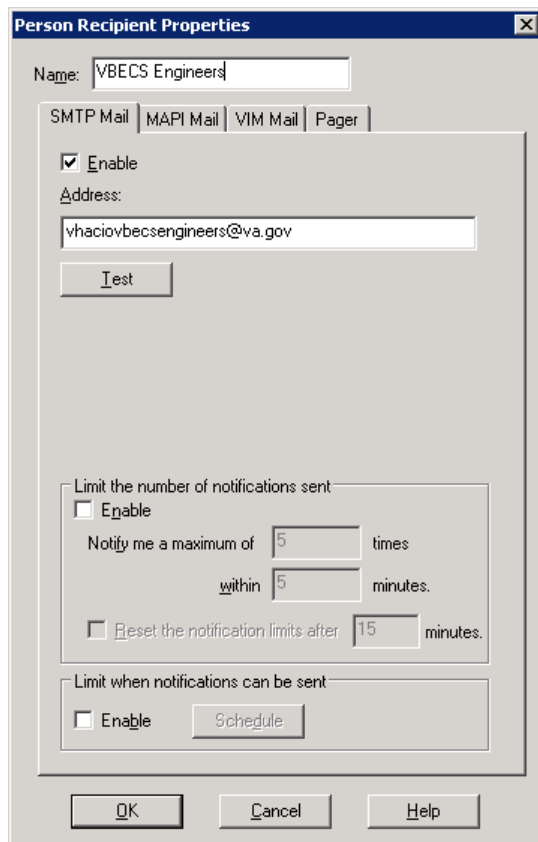 Person Recipient Properties
Name: VBECS Engineers
SMTP Mail MAPI Mail VIM Mail Pager
Enable
Address:
vhaciovbecsengineers@va.gov
Test
Limit the number of notifications sent
Enable
Notify me a maximum of 5 times
within 5 minutes.
Reset the notification limits after 15 minutes.
Limit when notifications can be sent
Enable Schedule
OK Cancel Help